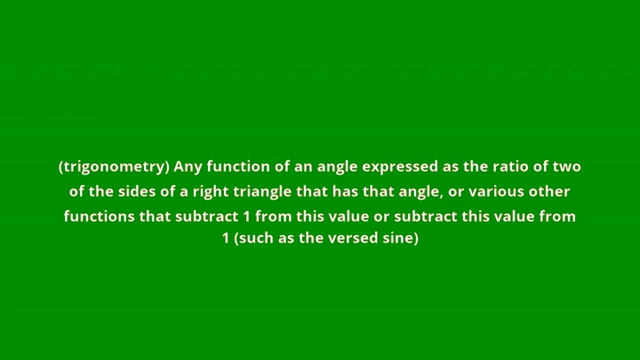 (trigonometry) Any function of an angle expressed as the ratio of two
of the sides of a right triangle that has that angle, or various other
functions that subtract 1 from this value or subtract this value from
1 (such as the versed sine)